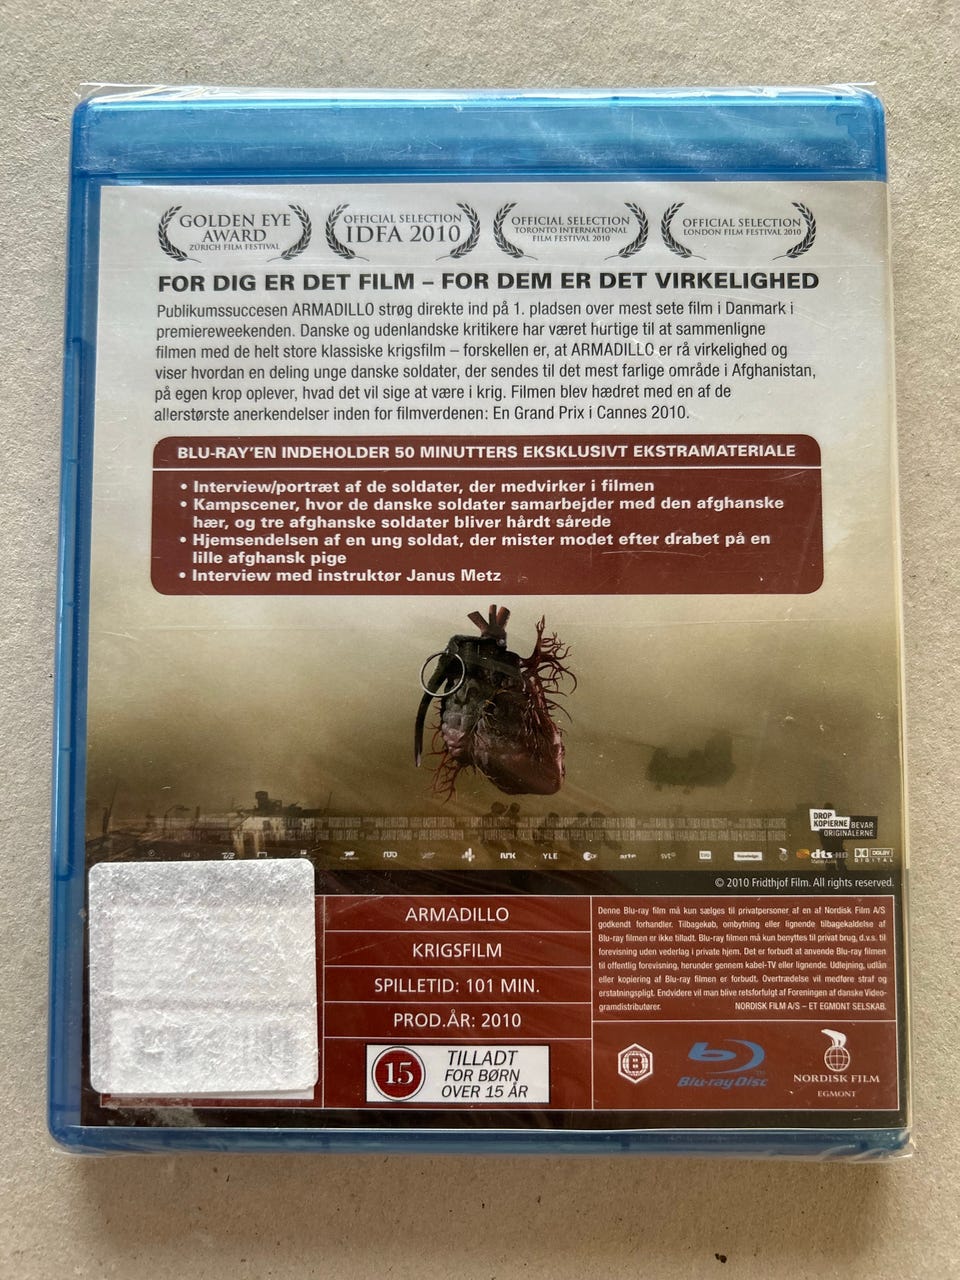 GOLDEN EYE
AWARD
ZÜRICH FILM FESTIVAL
OFFICIAL SELECTION
IDFA 2010
OFFICIAL SELECTION
TORONTO INTERNATIONAL
FILM FESTIVAL 2010
OFFICIAL SELECTION
LONDON FILM FESTIVAL 2010
FOR DIG ER DET FILM – FOR DEM ER DET VIRKELIGHED
Publikumssuccesen ARMADILLO strøg direkte ind på 1. pladsen over mest sete film i Danmark i
premiereweekenden. Danske og udenlandske kritikere har været hurtige til at sammenligne
filmen med de helt store klassiske krigsfilm – forskellen er, at ARMADILLO er rå virkelighed og
viser hvordan en deling unge danske soldater, der sendes til det mest farlige område i Afghanistan,
på egen krop oplever, hvad det vil sige at være i krig. Filmen blev hædret med en af de
allerstørste anerkendelser inden for filmverdenen: En Grand Prix i Cannes 2010.
BLU-RAY'EN INDEHOLDER 50 MINUTTERS EKSKLUSIVT EKSTRAMATERIALE
• Interview/portræt af de soldater, der medvirker i filmen
• Kampscener, hvor de danske soldater samarbejder med den afghanske
hær, og tre afghanske soldater bliver hårdt sårede
• Hjemsendelsen af en ung soldat, der mister modet efter drabet på en
lille afghansk pige
• Interview med instruktør Janus Metz
DROP
KOPIERNE
BEVAR
ORIGINALERNE
NRK
YLE
arte
svt
dts-HD
Master Audio
DOLBY
DIGITAL
© 2010 Fridthjof Film. All rights reserved.
ARMADILLO
KRIGSFILM
SPILLETID: 101 MIN.
PROD.ÅR: 2010
15
TILLADT
FOR BØRN
OVER 15 ÅR
Denne Blu-ray film må kun sælges til privatpersoner af en af Nordisk Film A/S
godkendt forhandler. Tilbagekøb, ombytning eller lignende tilbagekaldelse af
Blu-ray filmen er ikke tilladt. Blu-ray filmen må kun benyttes til privat brug, d.v.s. til
forevisning uden vederlag i private hjem. Det er forbudt at anvende Blu-ray filmen
til offentlig forevisning, herunder gennem kabel-TV eller lignende. Udlejning, udlån
eller kopiering af Blu-ray filmen er forbudt. Overtrædelse vil medføre straf og
erstatningspligt. Endvidere vil man blive retsforfulgt af Foreningen af danske Video-
gramdistributører. NORDISK FILM A/S – ET EGMONT SELSKAB.
B
Blu-ray Disc
NORDISK FILM
EGMONT